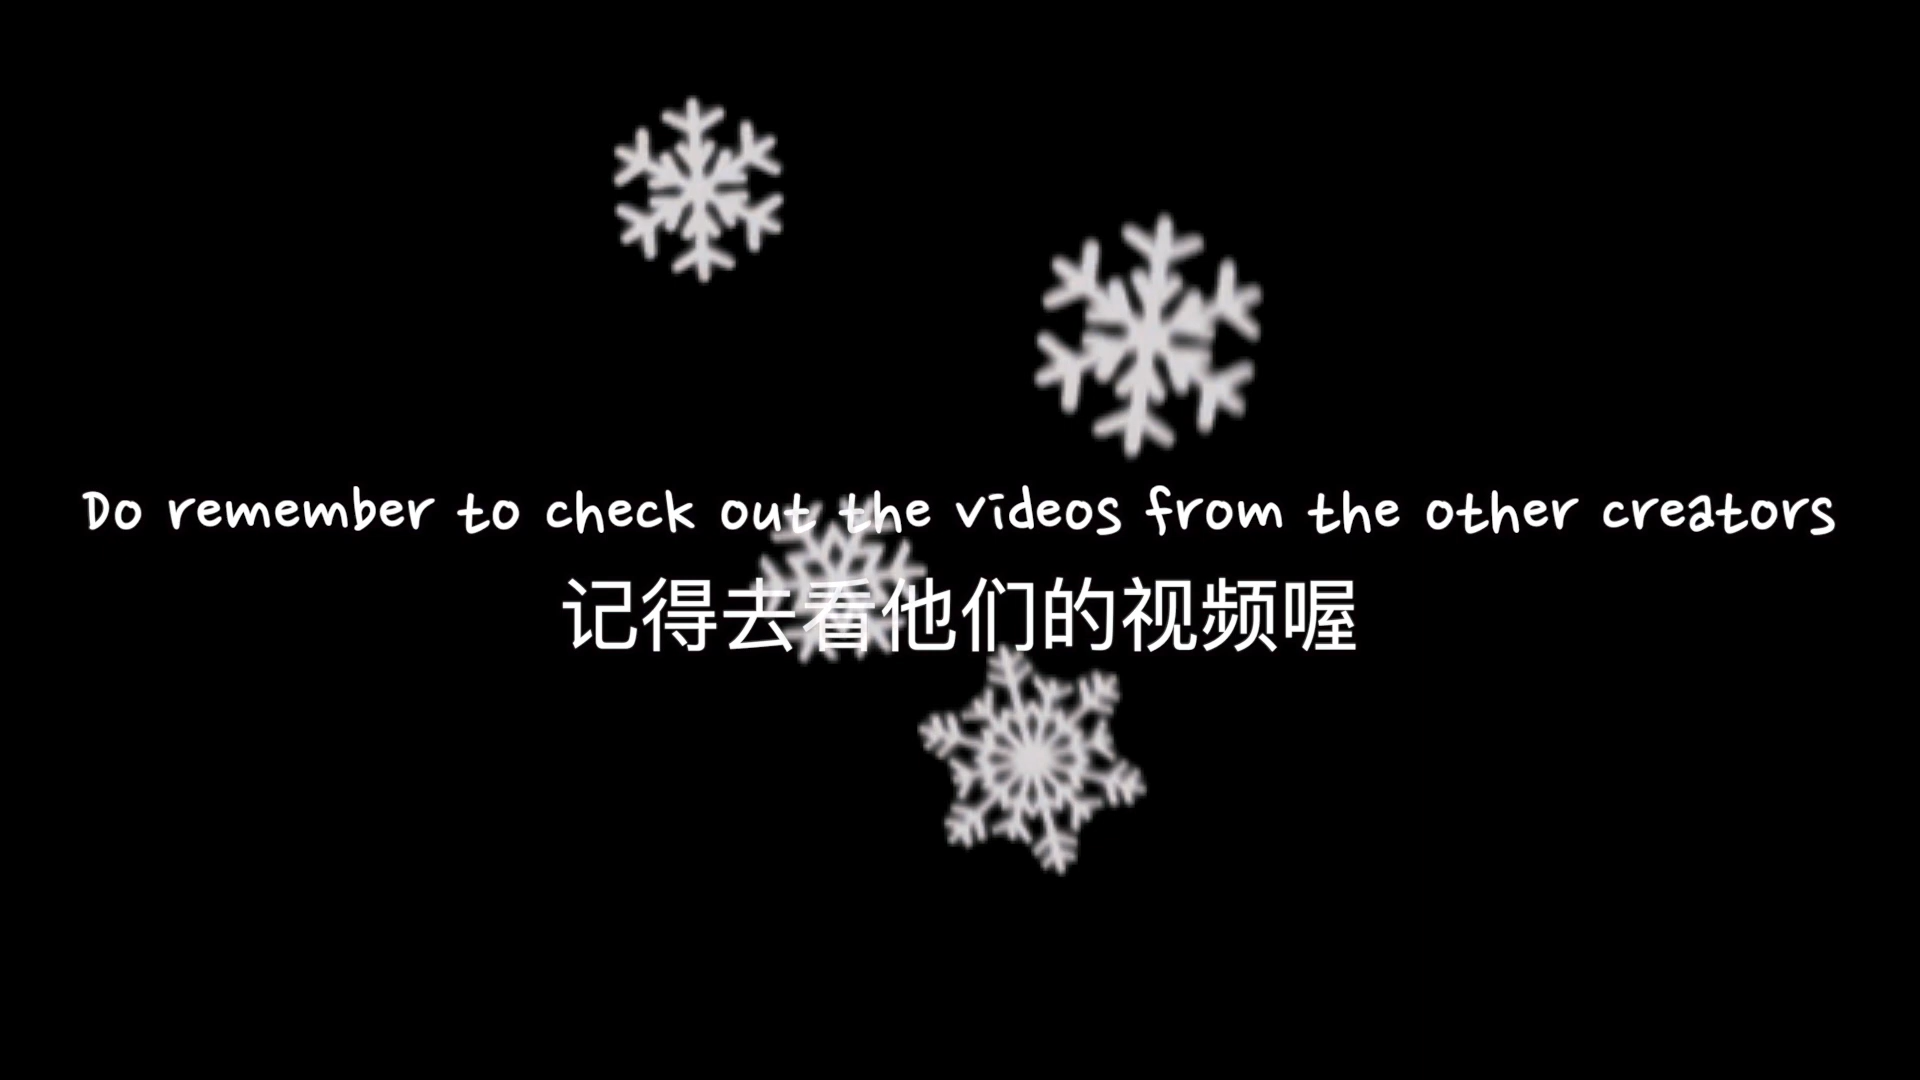 Do remember to check out the videos from the other creators
记得去看他们的视频喔